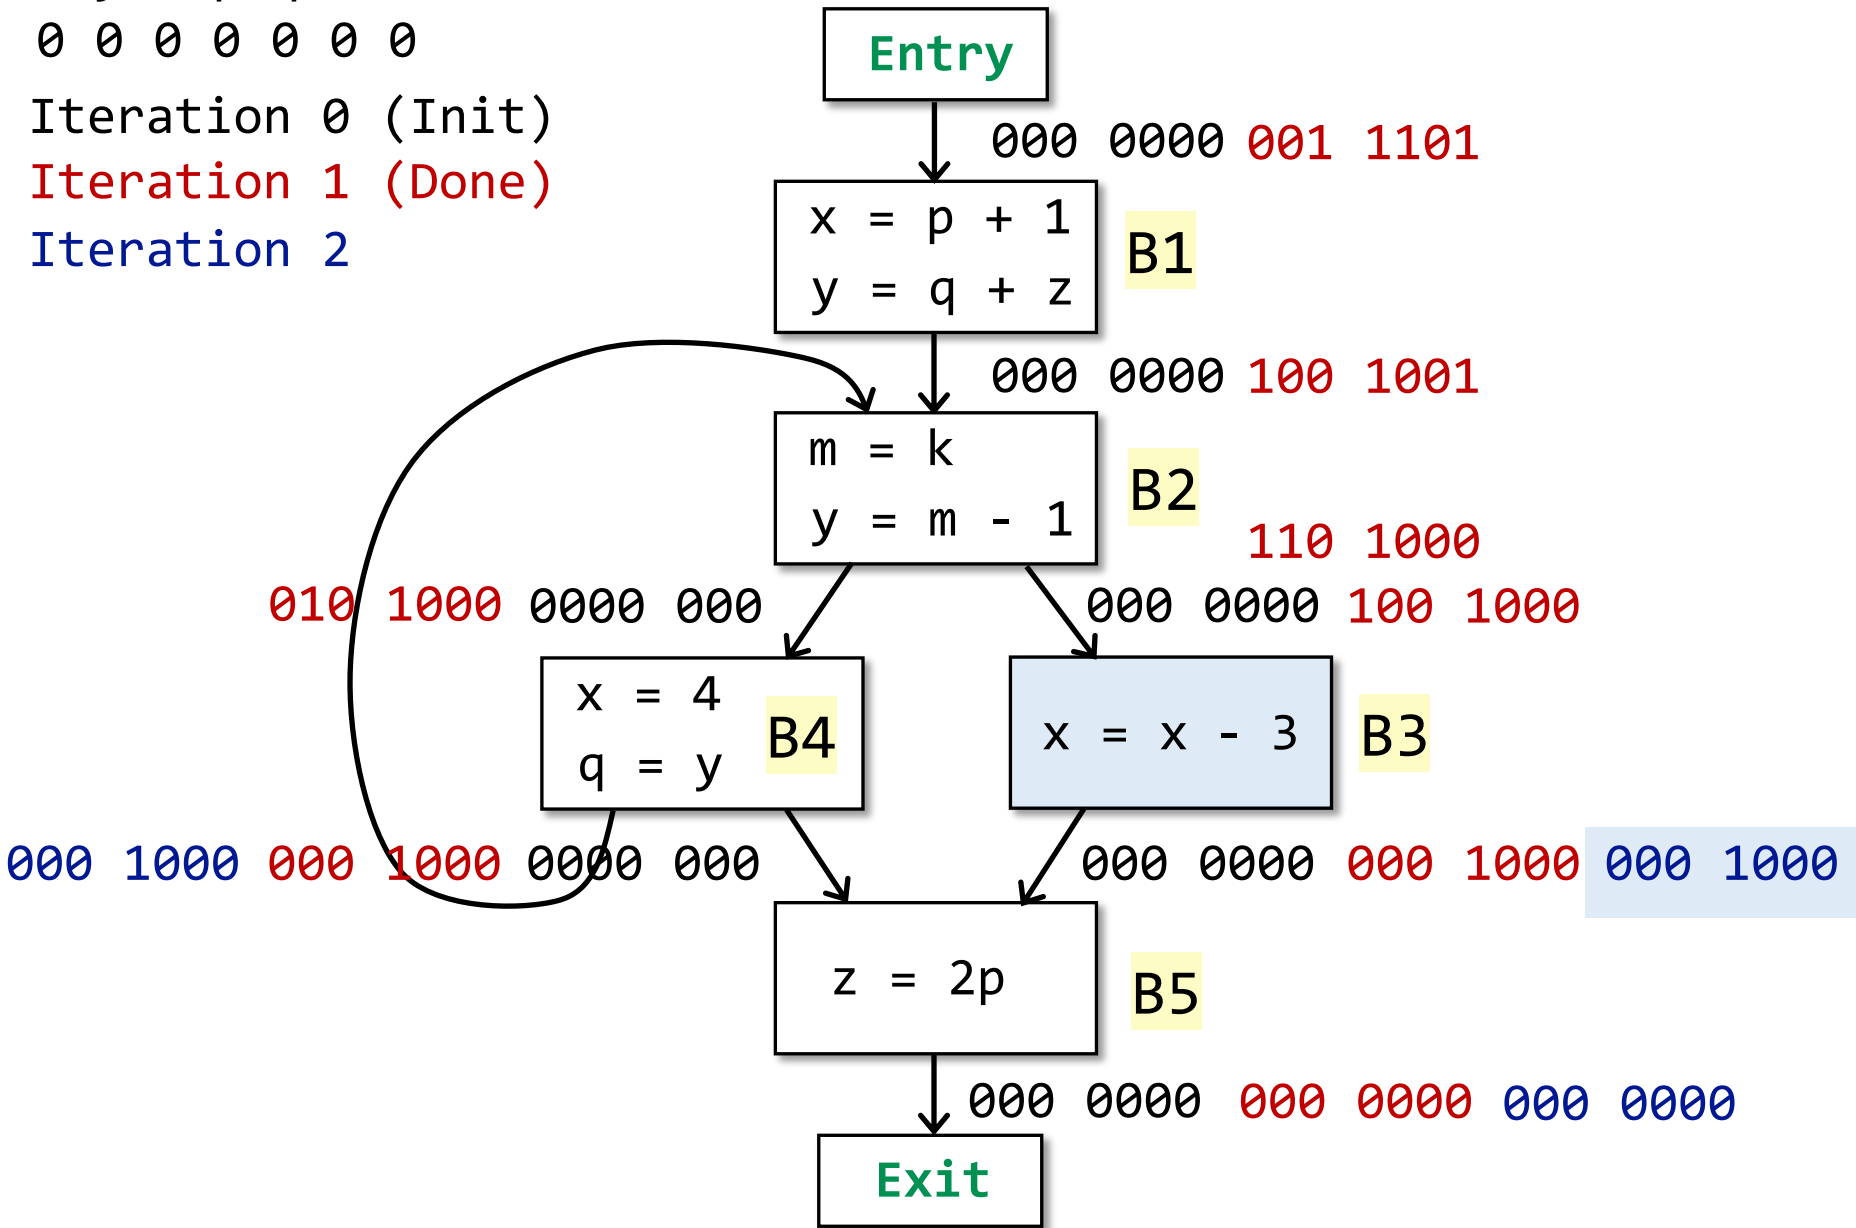 0 0 0 0 0 0 0
Iteration 0 (Init)
Iteration 1 (Done)
Iteration 2
Entry
000 0000 001 1101
x = p + 1
y = q + z
B1
000 0000 100 1001
m = k
y = m - 1
B2
110 1000
010 1000 0000 000
000 0000 100 1000
x = 4
q = y
B4
x = x - 3
B3
000 1000 000 1000 0000 000
000 0000 000 1000 000 1000
z = 2p
B5
000 0000 000 0000 000 0000
Exit